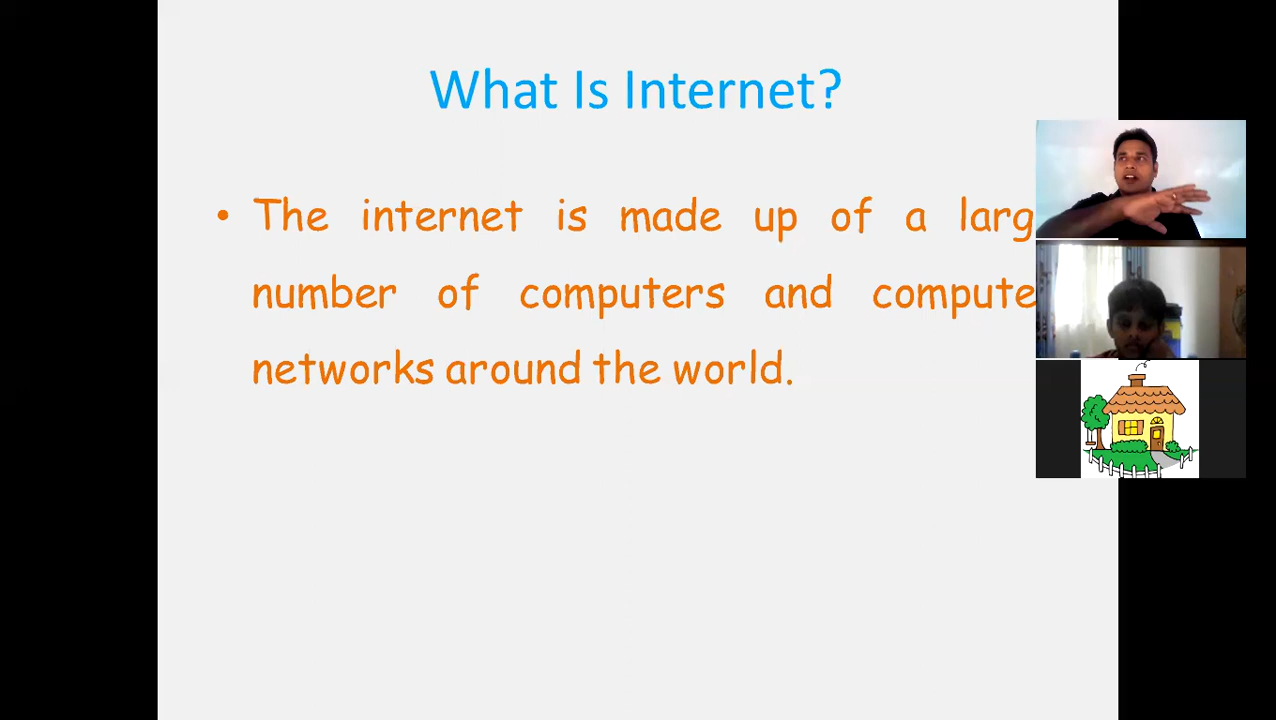 What Is Internet?
• The internet is made up of a larg
number of computers and compute
networks around the world.